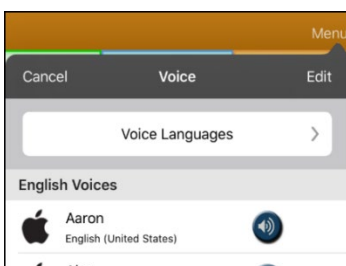 Menu
Cancel Voice Edit
Voice Languages
English Voices
Aaron
English (United States)